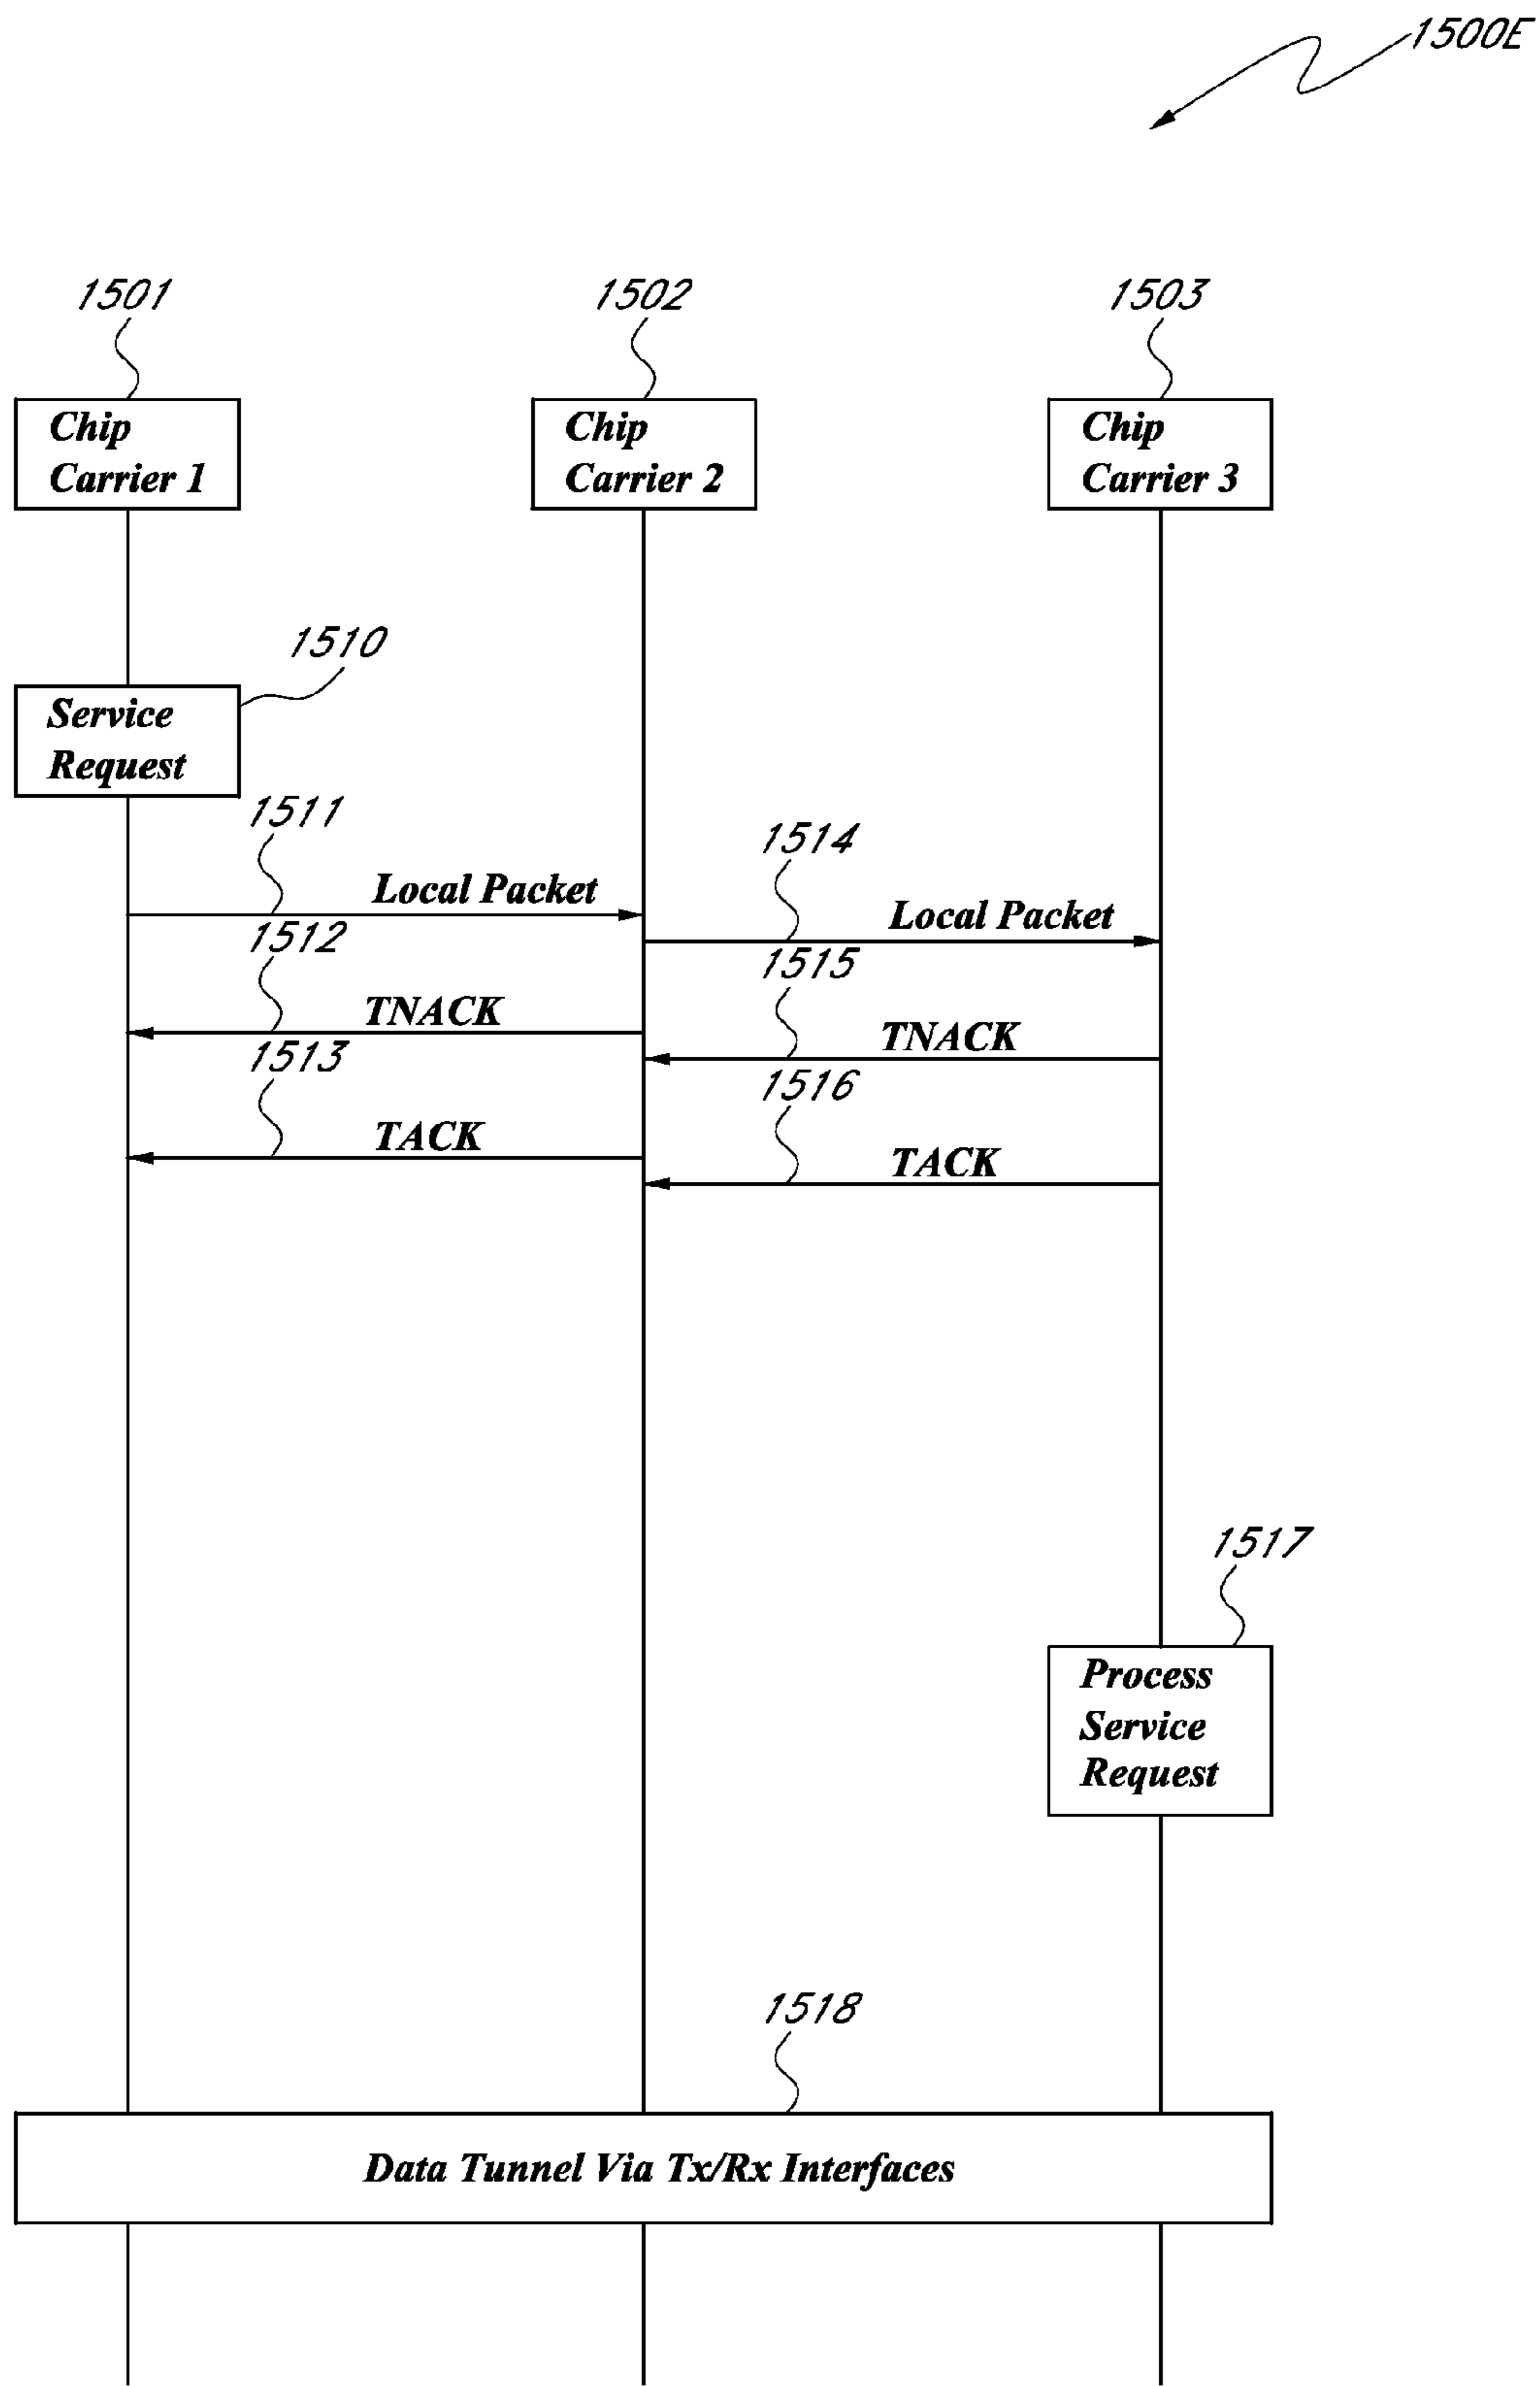 1500E
1501
1502
1503
Chip
Carrier 1
Chip
Carrier 2
Chip
Carrier 3
1510
Service
Request
1511
Local Packet
1514
Local Packet
1512
TNACK
1515
TNACK
1513
TACK
1516
TACK
1517
Process
Service
Request
1518
Data Tunnel Via Tx/Rx Interfaces